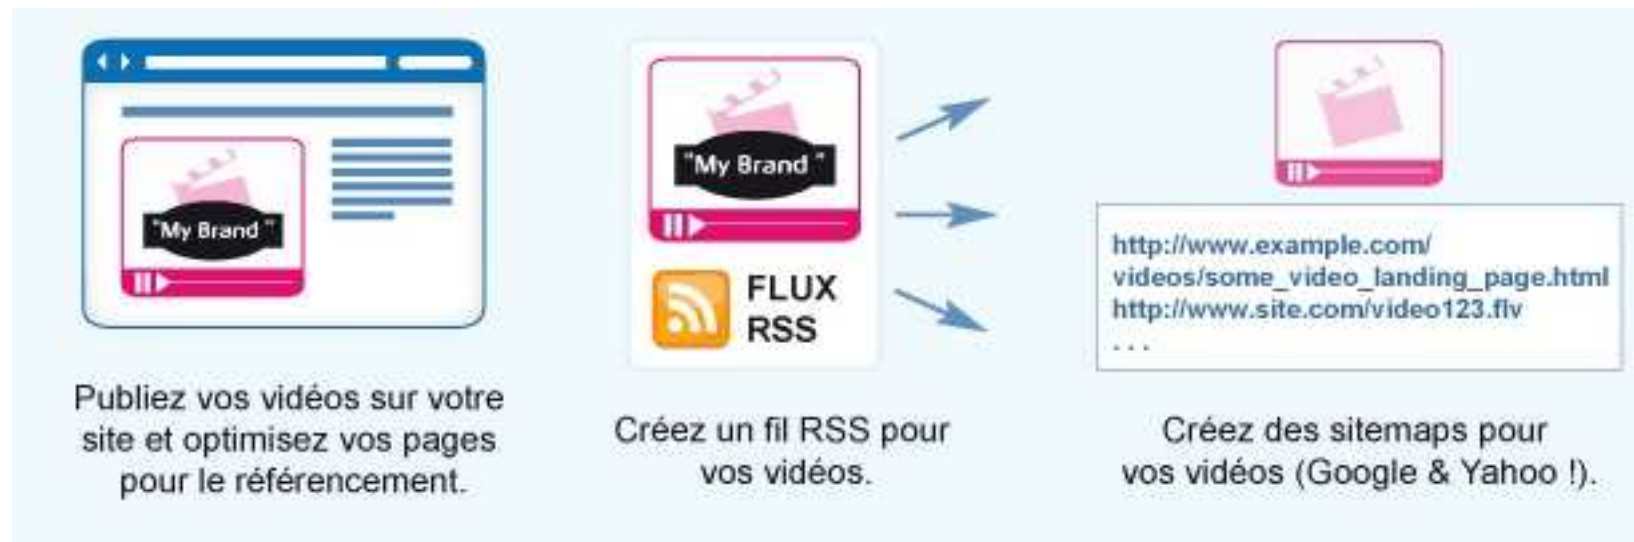 "My Brand "
Publiez vos vidéos sur votre
site et optimisez vos pages
pour le référencement.
"My Brand "
FLUX
RSS
Créez un fil RSS pour
vos vidéos.
http://www.example.com/
videos/some_video_landing_page.html
http://www.site.com/video123.flv
. . .
Créez des sitemaps pour
vos vidéos (Google & Yahoo !).